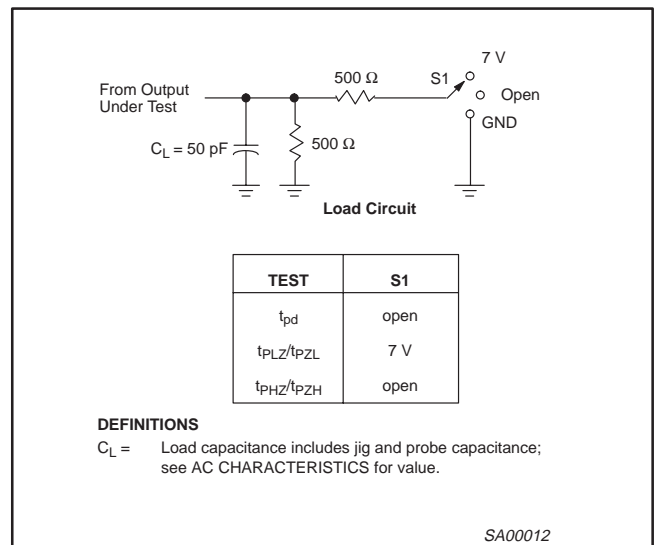 7 V
500 Ω
S1
From Output
Under Test
Open
GND
500 Ω
C_L = 50 pF
Load Circuit
TEST S1
t_pd open
t_PLZ/t_PZL 7 V
t_PHZ/t_PZH open
DEFINITIONS
C_L = Load capacitance includes jig and probe capacitance;
see AC CHARACTERISTICS for value.
SA00012